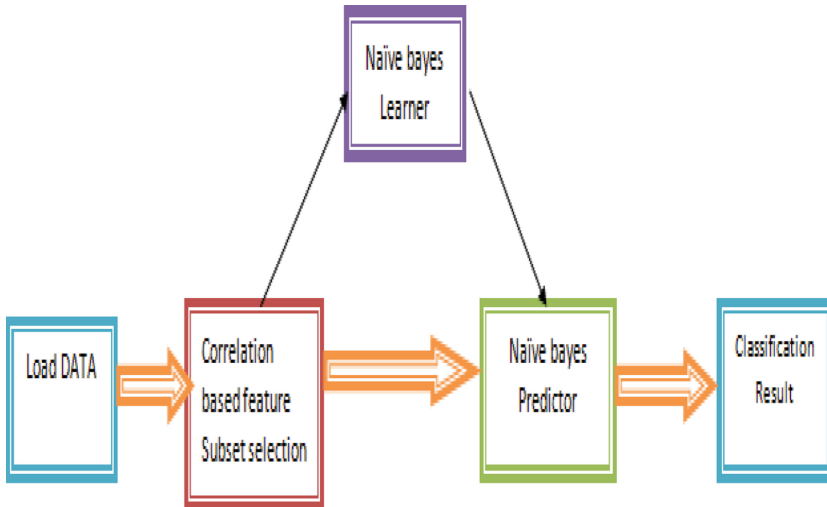 Naïve bayes
Learner
Load DATA
Correlation
based feature
Subset selection
Naïve bayes
Predictor
Classification
Result